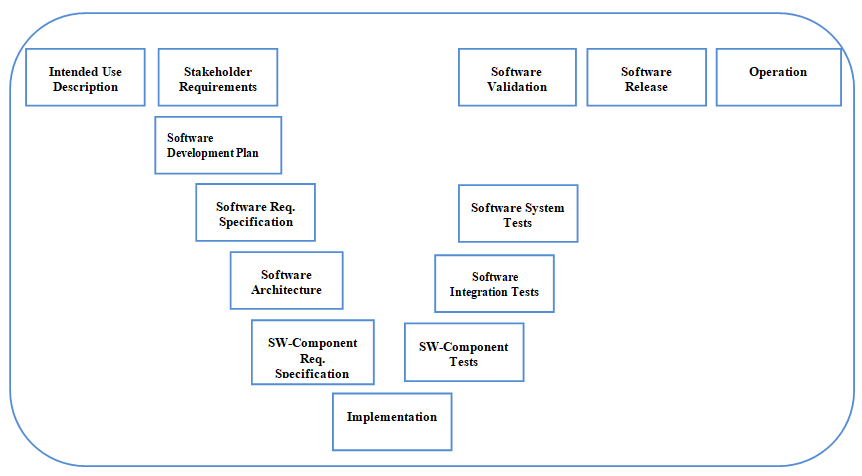 Intended Use
Description
Stakeholder
Requirements
Software
Validation
Software
Release
Operation
Software
Development Plan
Software Req.
Specification
Software System
Tests
Software
Architecture
Software
Integration Tests
SW-Component
Req.
Specification
SW-Component
Tests
Implementation